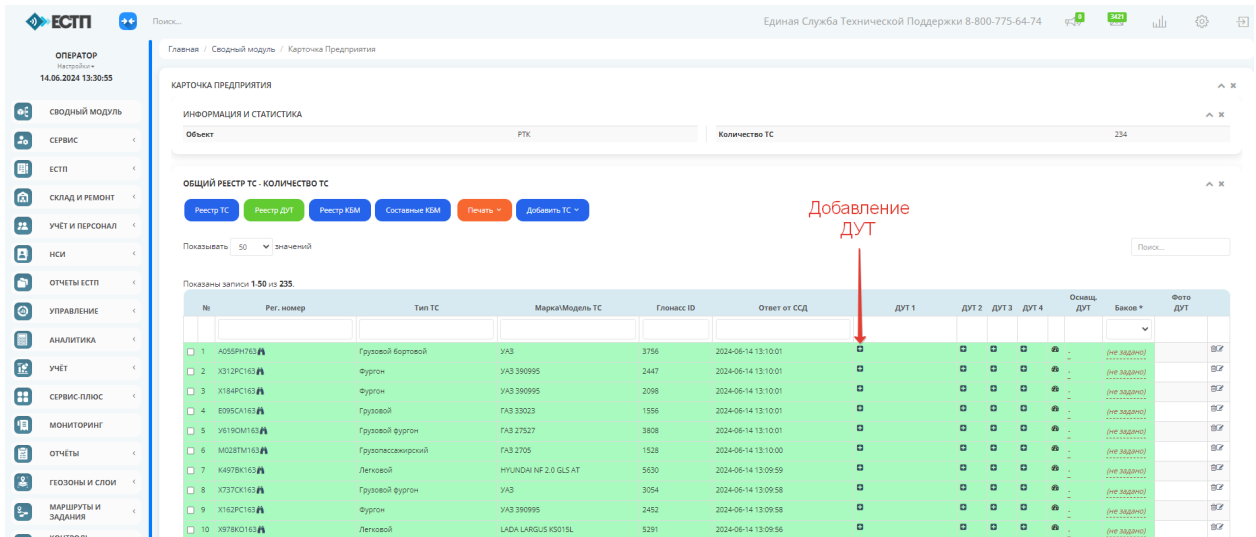 ЕСТП
Поиск...
Единая Служба Технической Поддержки 8-800-775-64-74
0
3421
ОПЕРАТОР
Настройки
14.06.2024 13:30:55
СВОДНЫЙ МОДУЛЬ
СЕРВИС
ЕСТП
СКЛАД И РЕМОНТ
УЧЁТ И ПЕРСОНАЛ
НСИ
ОТЧЕТЫ ЕСТП
УПРАВЛЕНИЕ
АНАЛИТИКА
УЧЁТ
СЕРВИС-ПЛЮС
МОНИТОРИНГ
ОТЧЁТЫ
ГЕОЗОНЫ И СЛОИ
МАРШРУТЫ И
ЗАДАНИЯ
КОНТРОЛЬ
Главная / Сводный модуль / Карточка Предприятия
КАРТОЧКА ПРЕДПРИЯТИЯ
ИНФОРМАЦИЯ И СТАТИСТИКА
Объект РТК Количество ТС 234
ОБЩИЙ РЕЕСТР ТС - КОЛИЧЕСТВО ТС
Реестр ТС Реестр ДУТ Реестр КБМ Составные КБМ Печать Добавить ТС
Добавление
ДУТ
Показывать 50 значений Поиск...
Показаны записи 1-50 из 235.
№ Рег. номер Тип ТС Марка\Модель ТС Глонасс ID Ответ от ССД ДУТ 1 ДУТ 2 ДУТ 3 ДУТ 4 Оснащ. ДУТ Баков * Фото ДУТ
1 А055РН763 Грузовой бортовой УАЗ 3756 2024-06-14 13:10:01 - (не задано)
2 Х312РС163 Фургон УАЗ 390995 2447 2024-06-14 13:10:01 - (не задано)
3 Х184РС163 Фургон УАЗ 390995 2098 2024-06-14 13:10:01 - (не задано)
4 Е095СА163 Грузовой ГАЗ 33023 1556 2024-06-14 13:10:01 - (не задано)
5 У619ОМ163 Грузовой фургон ГАЗ 27527 3808 2024-06-14 13:10:01 - (не задано)
6 М028ТМ163 Грузопассажирский ГАЗ 2705 1528 2024-06-14 13:10:00 - (не задано)
7 К497ВК163 Легковой HYUNDAI NF 2.0 GLS AT 5630 2024-06-14 13:09:59 - (не задано)
8 Х737СК163 Грузовой фургон УАЗ 3054 2024-06-14 13:09:58 - (не задано)
9 Х162РС163 Фургон УАЗ 390995 2452 2024-06-14 13:09:58 - (не задано)
10 Х978КО163 Легковой LADA LARGUS KS015L 5291 2024-06-14 13:09:56 - (не задано)